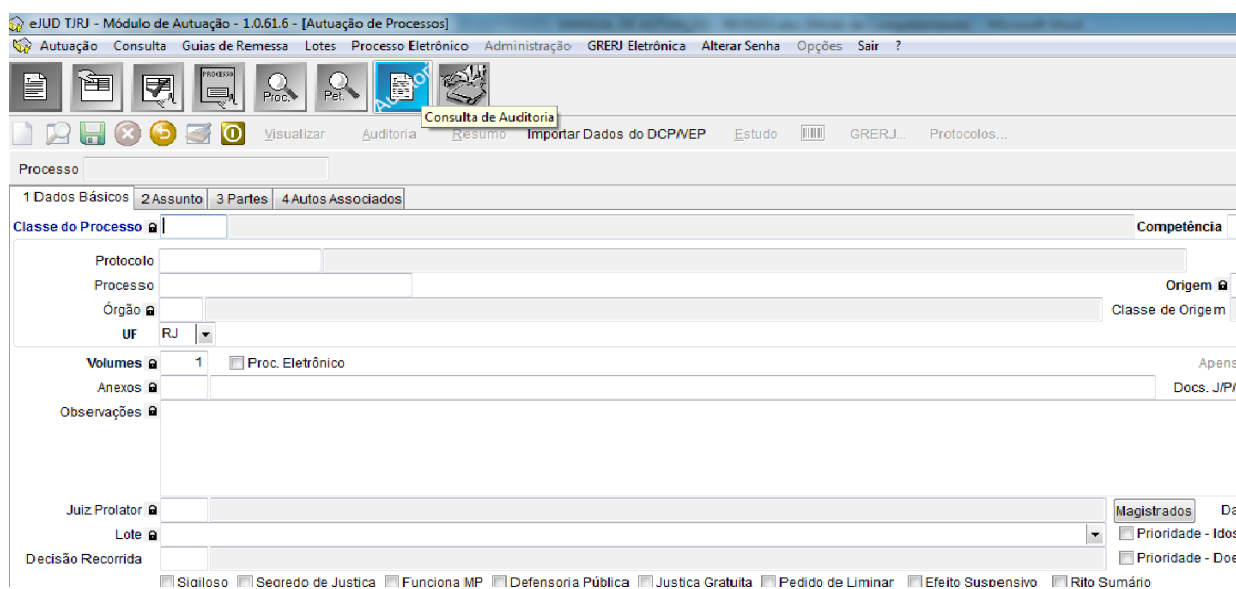 eJUD TJRJ - Módulo de Autuação - 1.0.61.6 - [Autuação de Processos]
Autuação Consulta Guias de Remessa Lotes Processo Eletrônico Administração GRERJ Eletrônica Alterar Senha Opções Sair ?
PROCESSO Proc. Pet. Auditor
Consulta de Auditoria
Visualizar Auditoria Resumo Importar Dados do DCP/VEP Estudo GRERJ... Protocolos...
Processo
1 Dados Básicos 2 Assunto 3 Partes 4 Autos Associados
Classe do Processo Competência
Protocolo
Processo Origem
Órgão Classe de Origem
UF RJ
Volumes 1 Proc. Eletrônico Apens
Anexos Docs. J/P/
Observações
Juiz Prolator Magistrados Da
Lote Prioridade - Idos
Decisão Recorrida Prioridade - Doe
Sigiloso Segredo de Justiça Funciona MP Defensoria Pública Justiça Gratuita Pedido de Liminar Efeito Suspensivo Rito Sumário